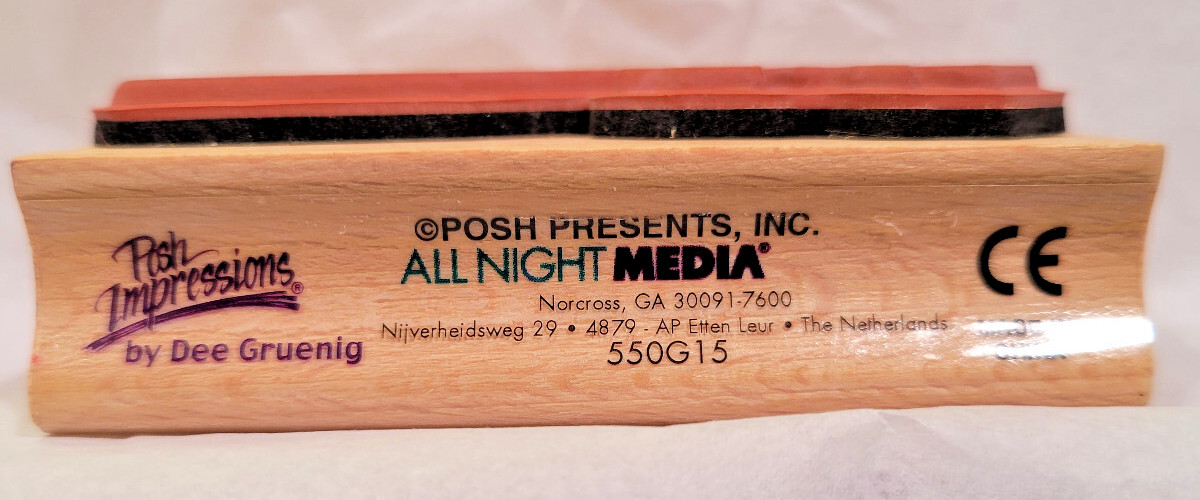 Posh
Impressions®
by Dee Gruenig
©POSH PRESENTS, INC.
ALL NIGHT MEDIA®
Norcross, GA 30091-7600
Nijverheidsweg 29 • 4879 - AP Etten Leur • The Netherlands
550G15
CE